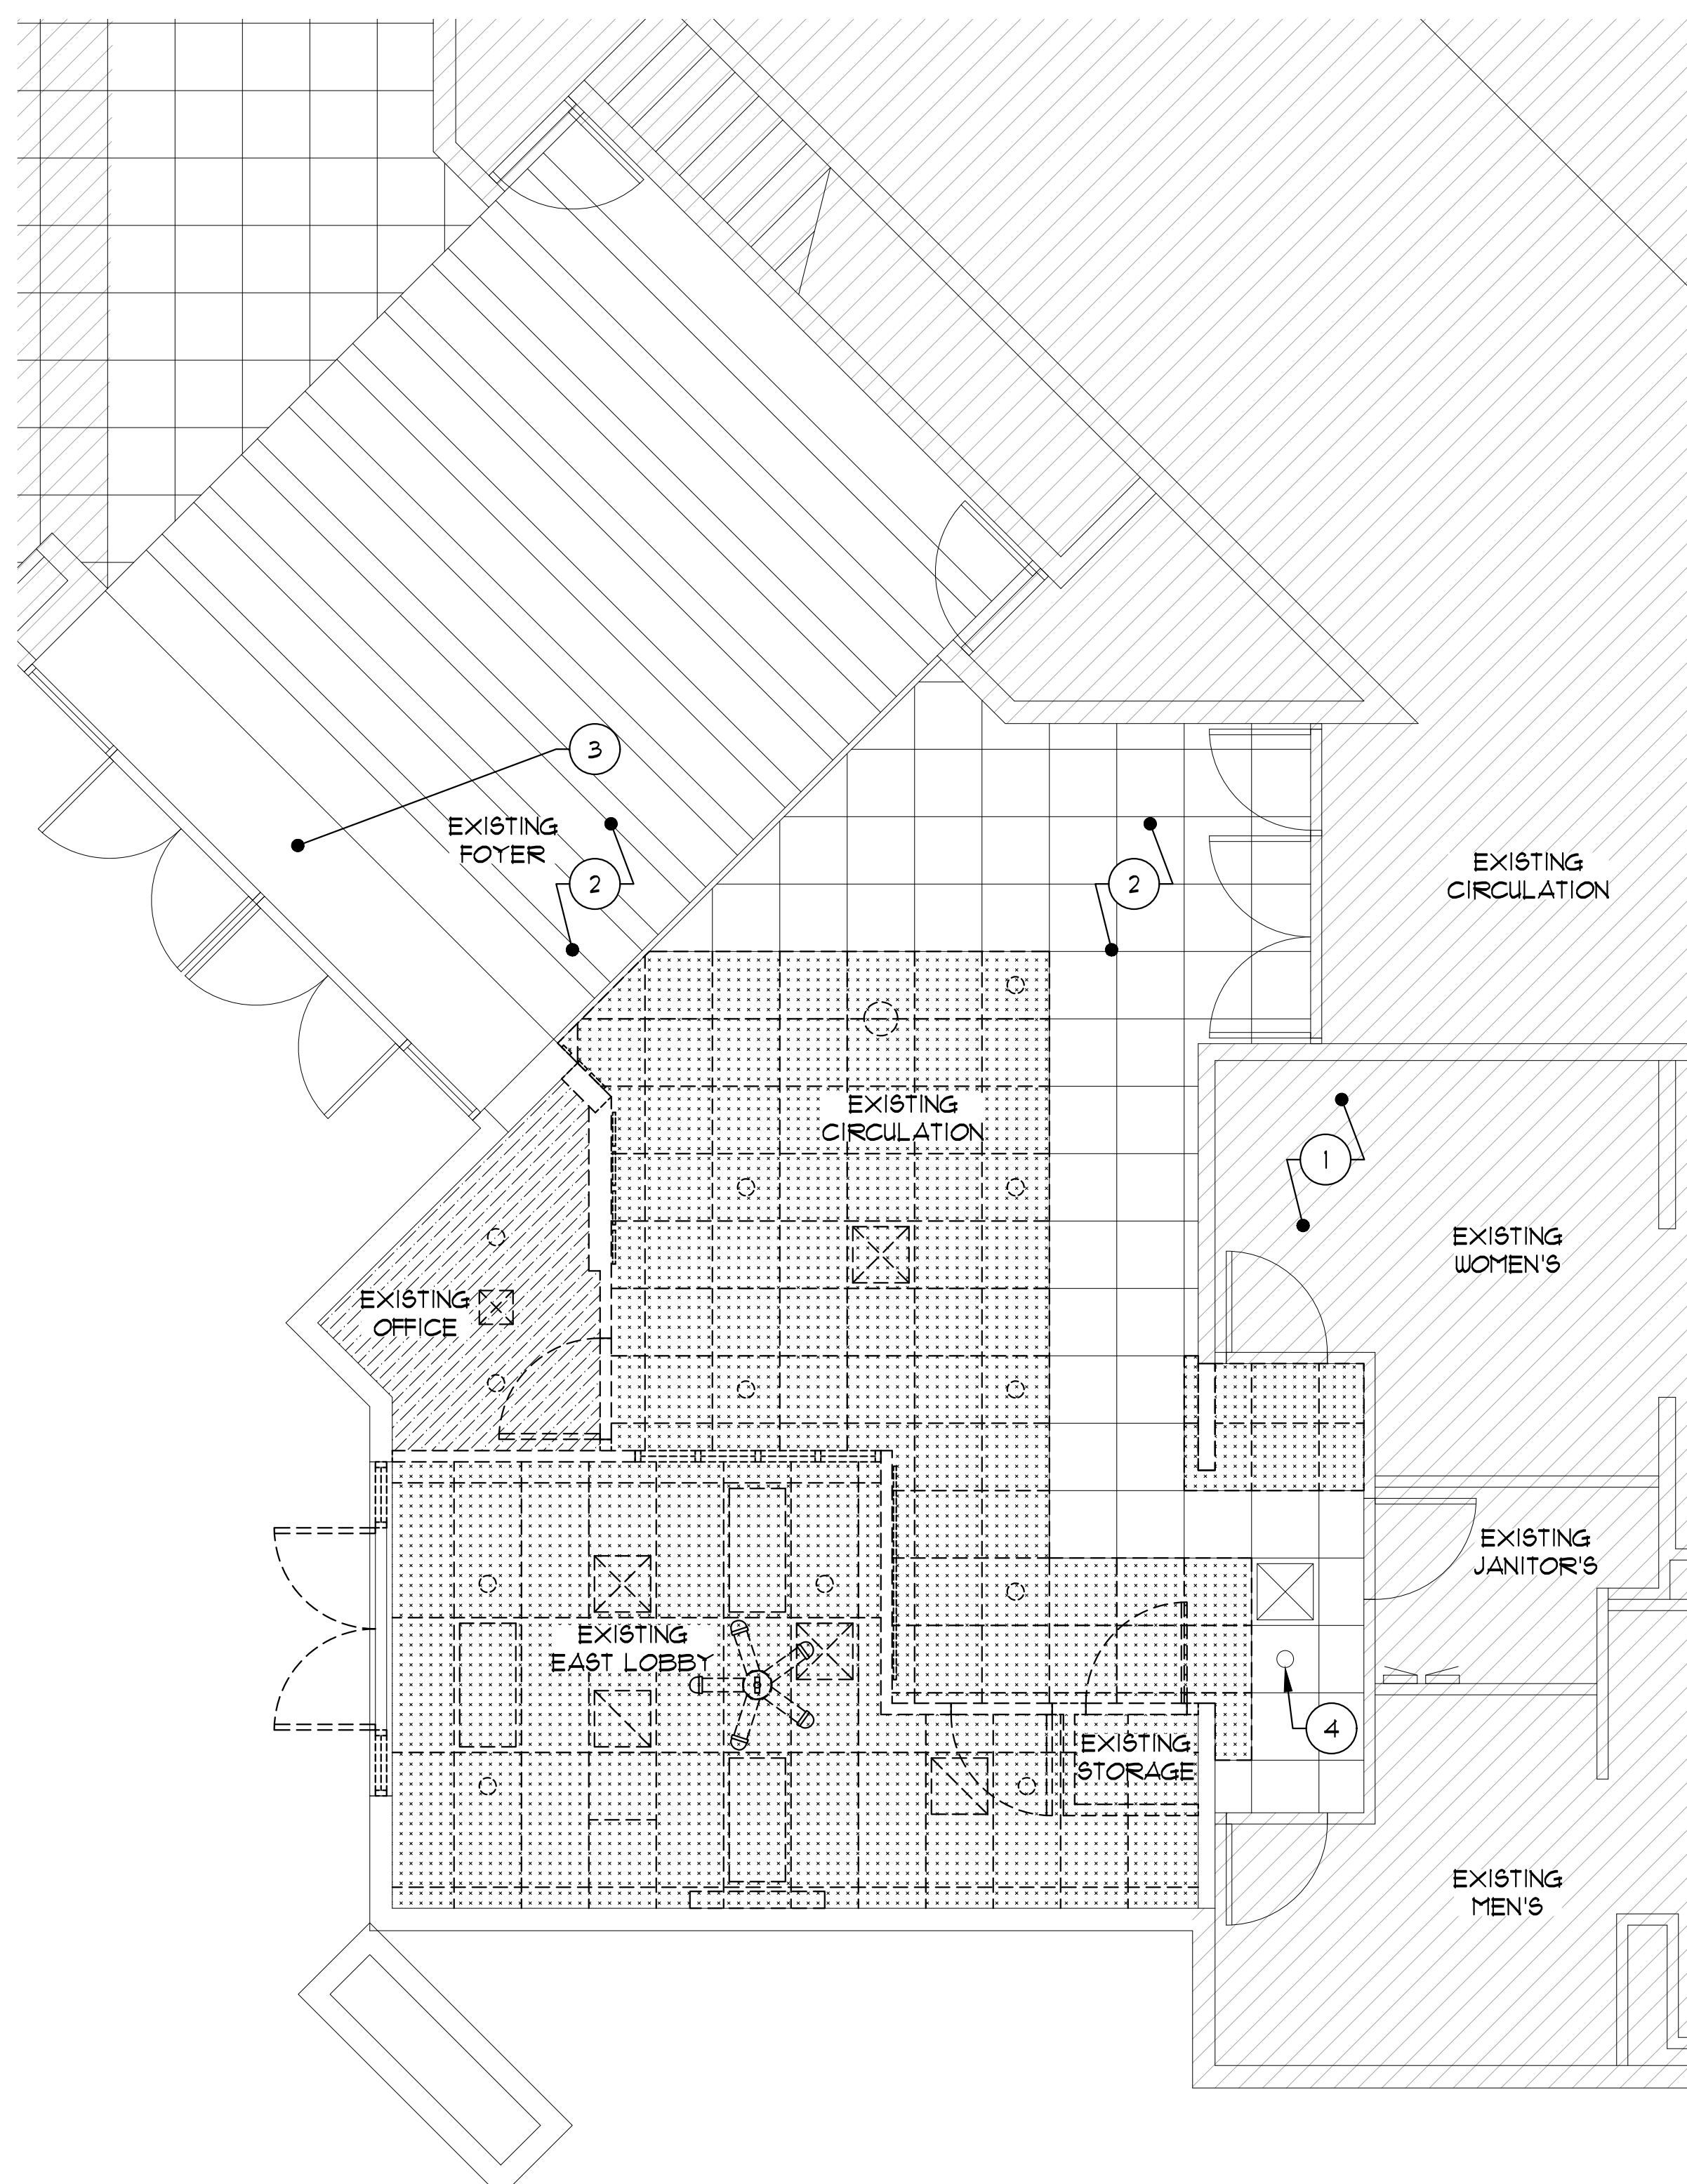 3
EXISTING
FOYER
2
2
EXISTING
CIRCULATION
EXISTING
CIRCULATION
1
EXISTING
WOMEN'S
EXISTING
OFFICE
EXISTING
JANITOR'S
EXISTING
EAST LOBBY
4
EXISTING
STORAGE
EXISTING
MEN'S